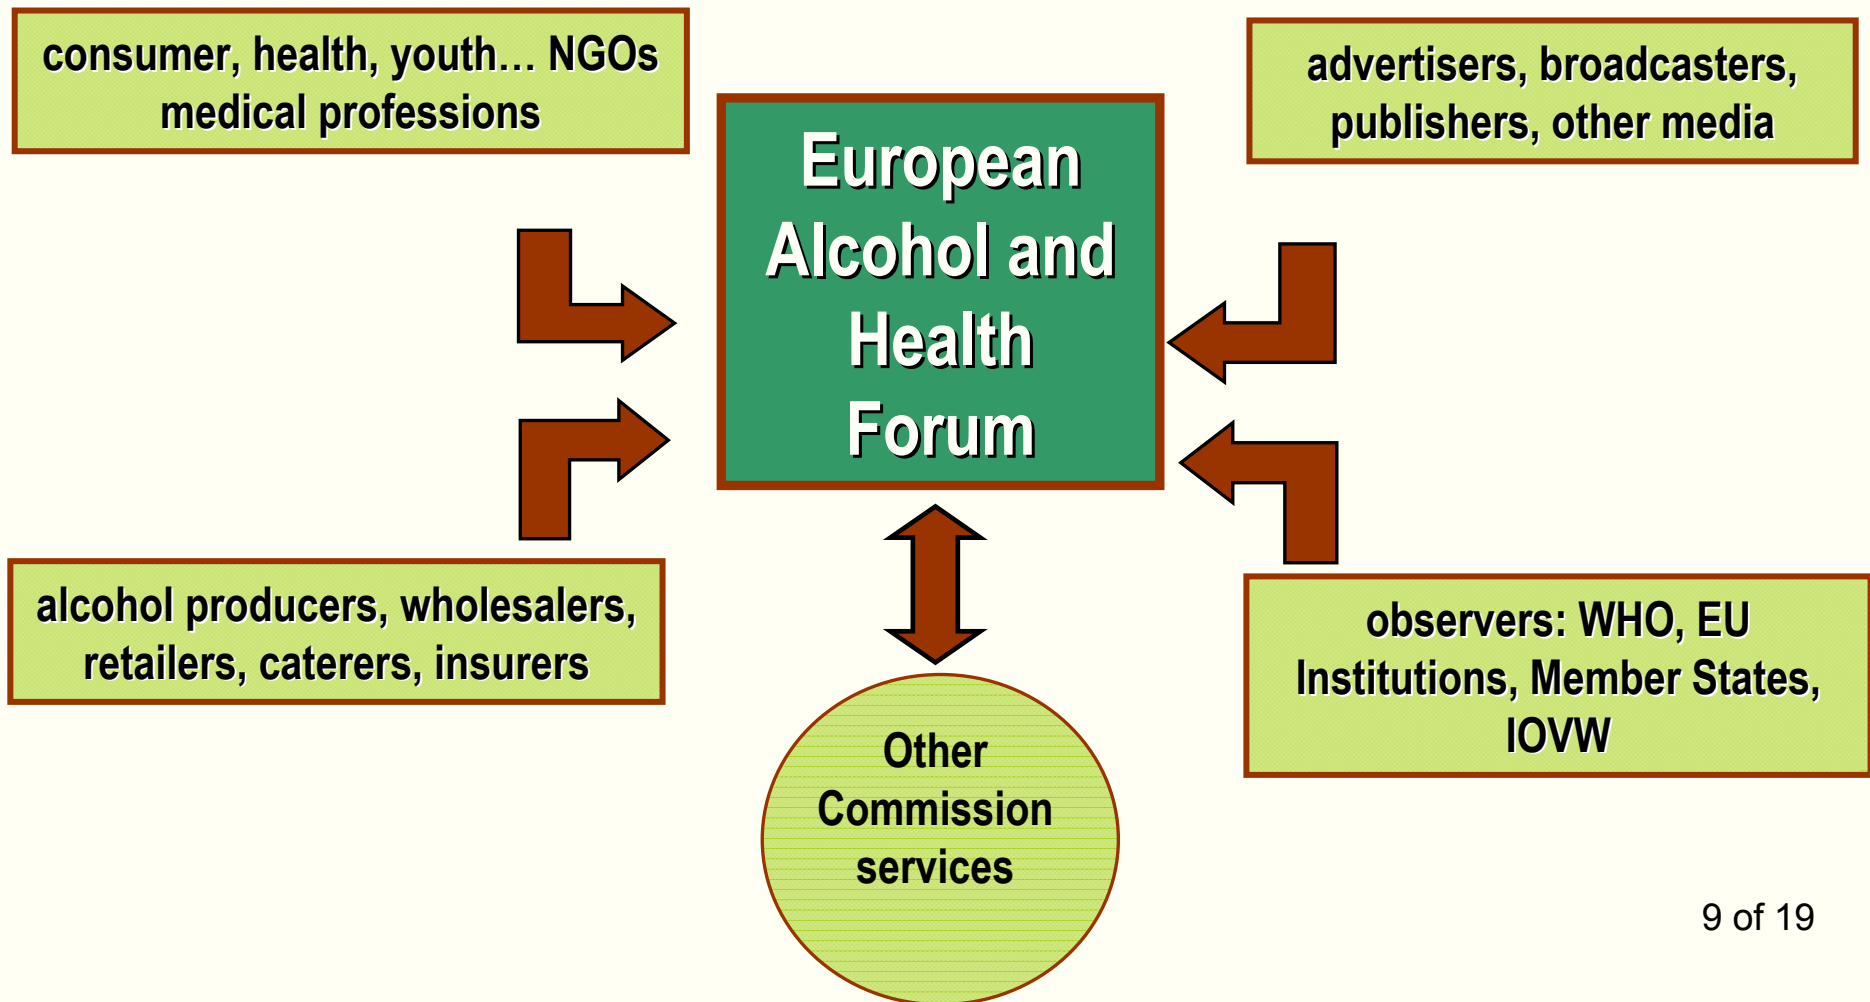 consumer, health, youth… NGOs
medical professions
advertisers, broadcasters,
publishers, other media
European
Alcohol and
Health
Forum
alcohol producers, wholesalers,
retailers, caterers, insurers
observers: WHO, EU
Institutions, Member States,
IOVW
Other
Commission
services
9 of 19